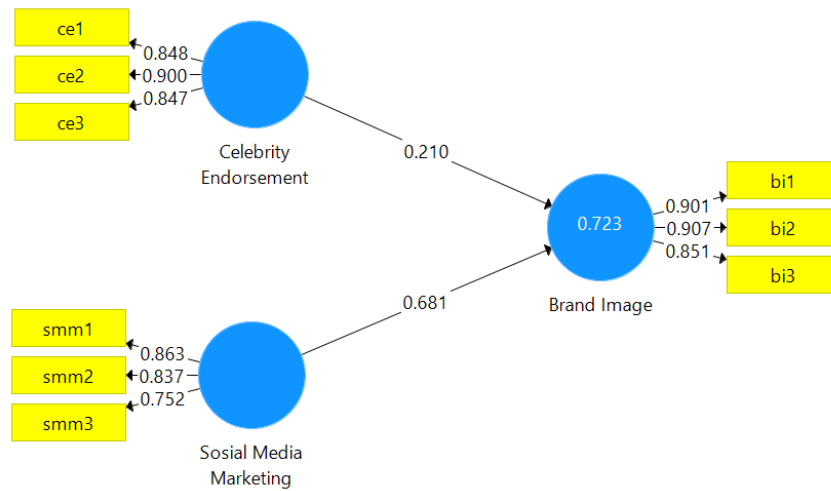 ce1
0.848
ce2
0.900
ce3
0.847
Celebrity
Endorsement
0.210
bi1
0.901
0.723
bi2
0.907
bi3
0.851
Brand Image
0.681
smm1
0.863
smm2
0.837
smm3
0.752
Sosial Media
Marketing